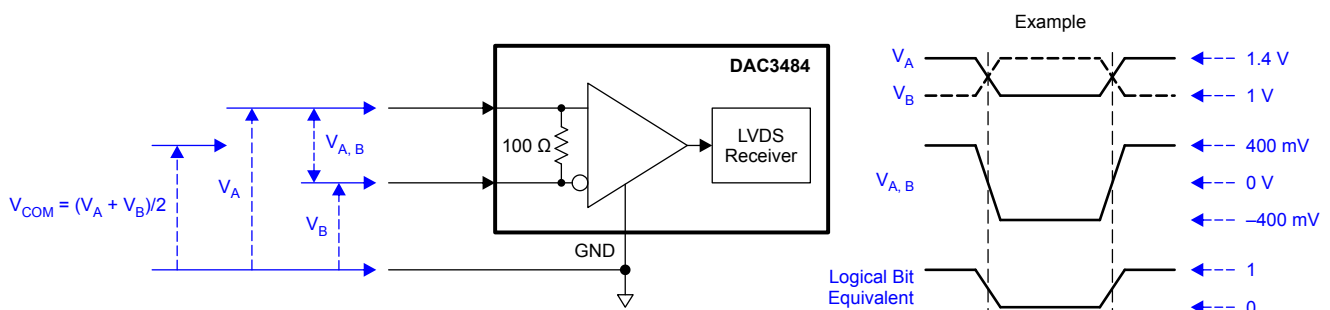 Example
DAC3484
V_A
1.4 V
V_B
1 V
100 Ω
LVDS
Receiver
V_A, B
V_A
V_COM = (V_A + V_B)/2
V_B
GND
V_A, B
400 mV
0 V
–400 mV
Logical Bit
Equivalent
1
0